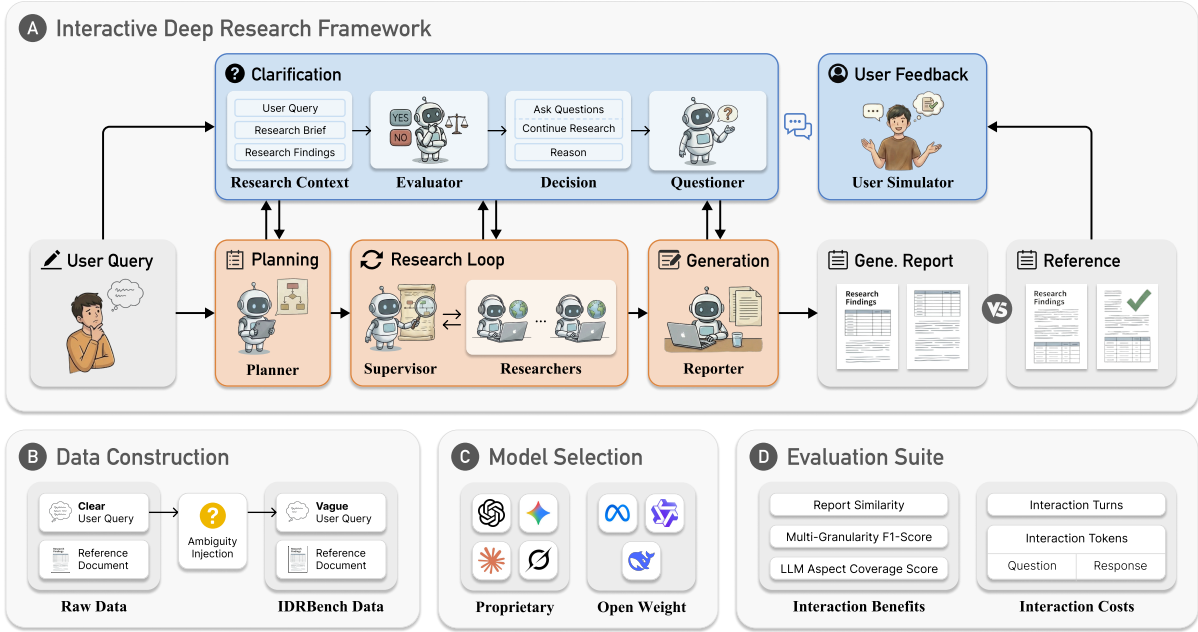 A Interactive Deep Research Framework
? Clarification
User Query
Research Brief
Research Findings
Research Context
YES
NO
Evaluator
Ask Questions
Continue Research
Reason
Decision
?
Questioner
User Feedback
User Simulator
User Query
Planning
Planner
Research Loop
Supervisor
...
Researchers
Generation
Reporter
Gene. Report
Research
Findings
VS
Reference
Research
Findings
B Data Construction
Clear
User Query
Reference
Document
Raw Data
?
Ambiguity
Injection
Vague
User Query
Reference
Document
IDRBench Data
C Model Selection
Proprietary
Open Weight
D Evaluation Suite
Report Similarity
Multi-Granularity F1-Score
LLM Aspect Coverage Score
Interaction Benefits
Interaction Turns
Interaction Tokens
Question Response
Interaction Costs